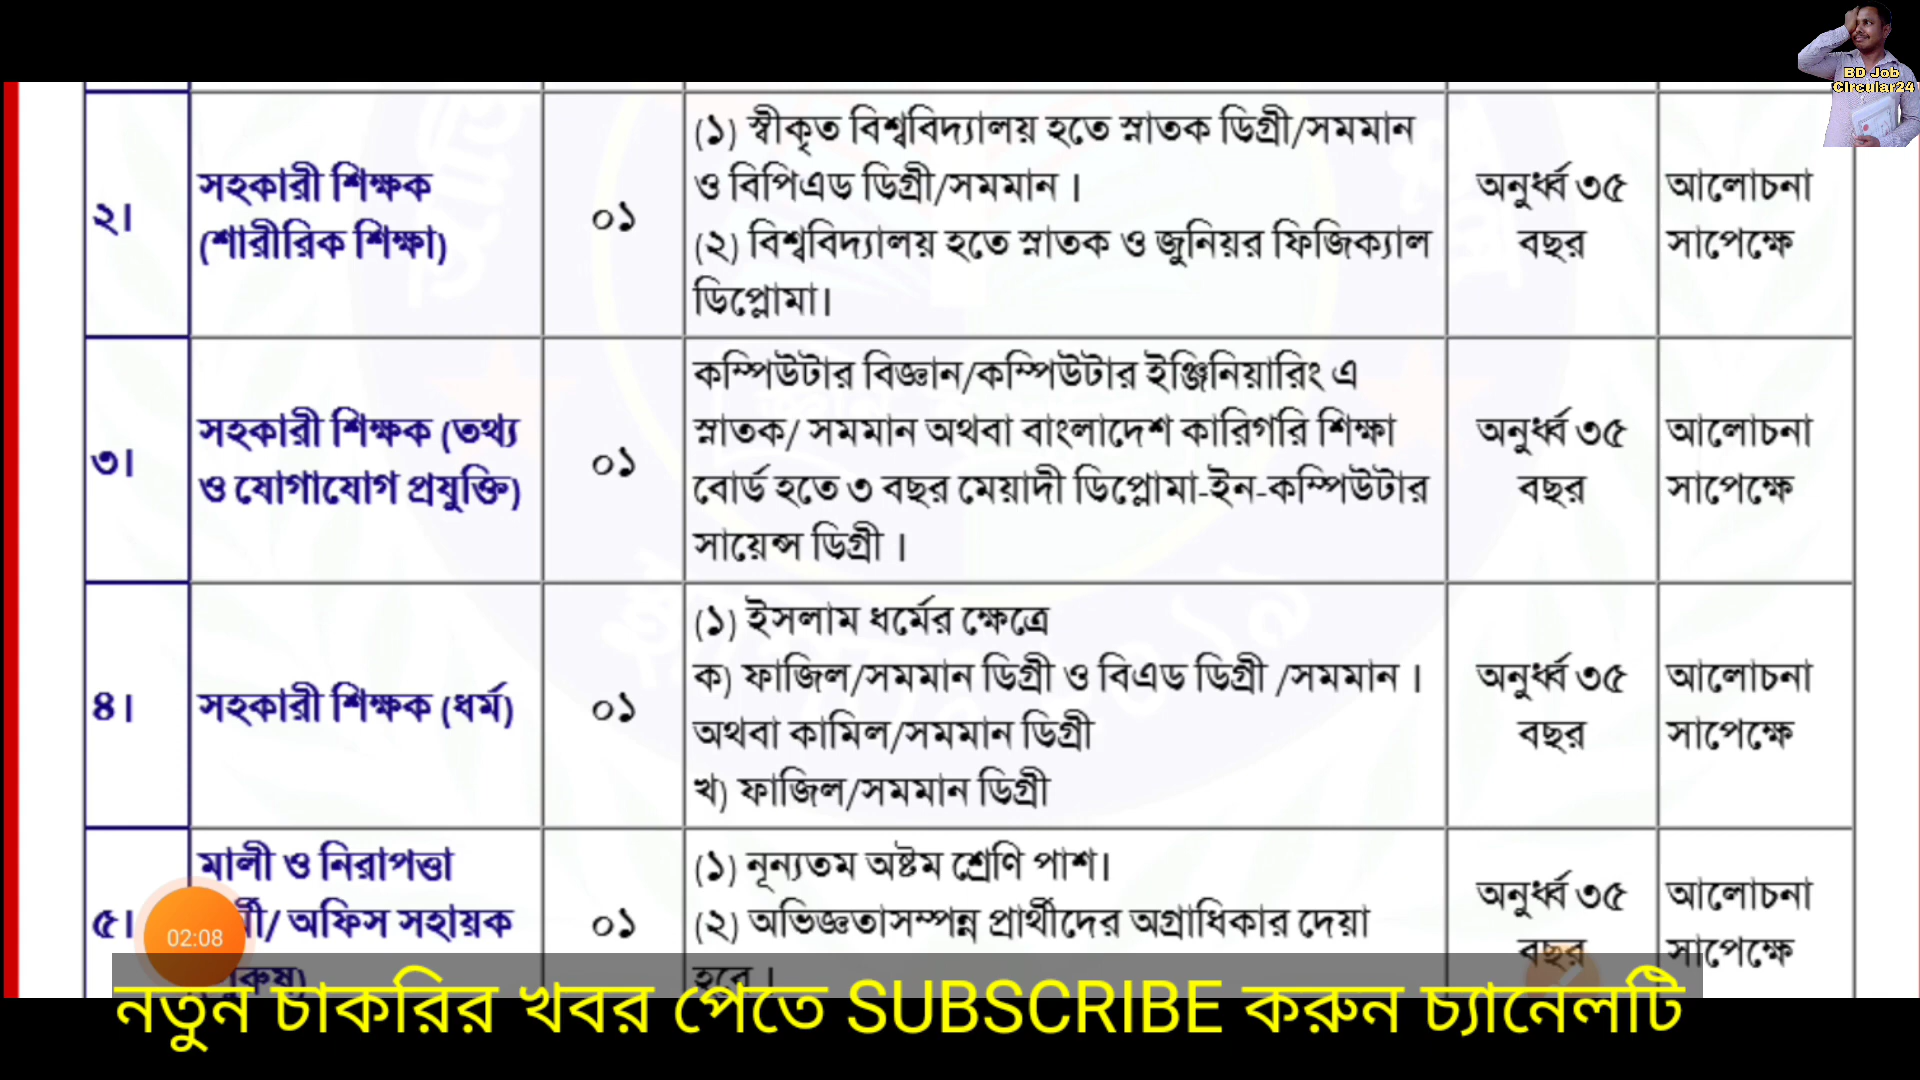 BD Job
Circular24
২।
সহকারী শিক্ষক
(শারীরিক শিক্ষা)
০১
(১) স্বীকৃত বিশ্ববিদ্যালয় হতে স্নাতক ডিগ্রী/সমমান
ও বিপিএড ডিগ্রী/সমমান ।
(২) বিশ্ববিদ্যালয় হতে স্নাতক ও জুনিয়র ফিজিক্যাল
ডিপ্লোমা।
অনুর্ধ্ব ৩৫
বছর
আলোচনা
সাপেক্ষে
৩।
সহকারী শিক্ষক (তথ্য
ও যোগাযোগ প্রযুক্তি)
০১
কম্পিউটার বিজ্ঞান/কম্পিউটার ইঞ্জিনিয়ারিং এ
স্নাতক/ সমমান অথবা বাংলাদেশ কারিগরি শিক্ষা
বোর্ড হতে ৩ বছর মেয়াদী ডিপ্লোমা-ইন-কম্পিউটার
সায়েন্স ডিগ্রী ।
অনুর্ধ্ব ৩৫
বছর
আলোচনা
সাপেক্ষে
৪।
সহকারী শিক্ষক (ধর্ম)
০১
(১) ইসলাম ধর্মের ক্ষেত্রে
ক) ফাজিল/সমমান ডিগ্রী ও বিএড ডিগ্রী /সমমান ।
অথবা কামিল/সমমান ডিগ্রী
খ) ফাজিল/সমমান ডিগ্রী
অনুর্ধ্ব ৩৫
বছর
আলোচনা
সাপেক্ষে
৫।
মালী ও নিরাপত্তা
অফিস সহায়ক
০১
(১) নূন্যতম অষ্টম শ্রেণি পাশ।
(২) অভিজ্ঞতাসম্পন্ন প্রার্থীদের অগ্রাধিকার দেয়া
হবে ।
অনুর্ধ্ব ৩৫
বছর
আলোচনা
সাপেক্ষে
02:08
নতুন চাকরির খবর পেতে SUBSCRIBE করুন চ্যানেলটি